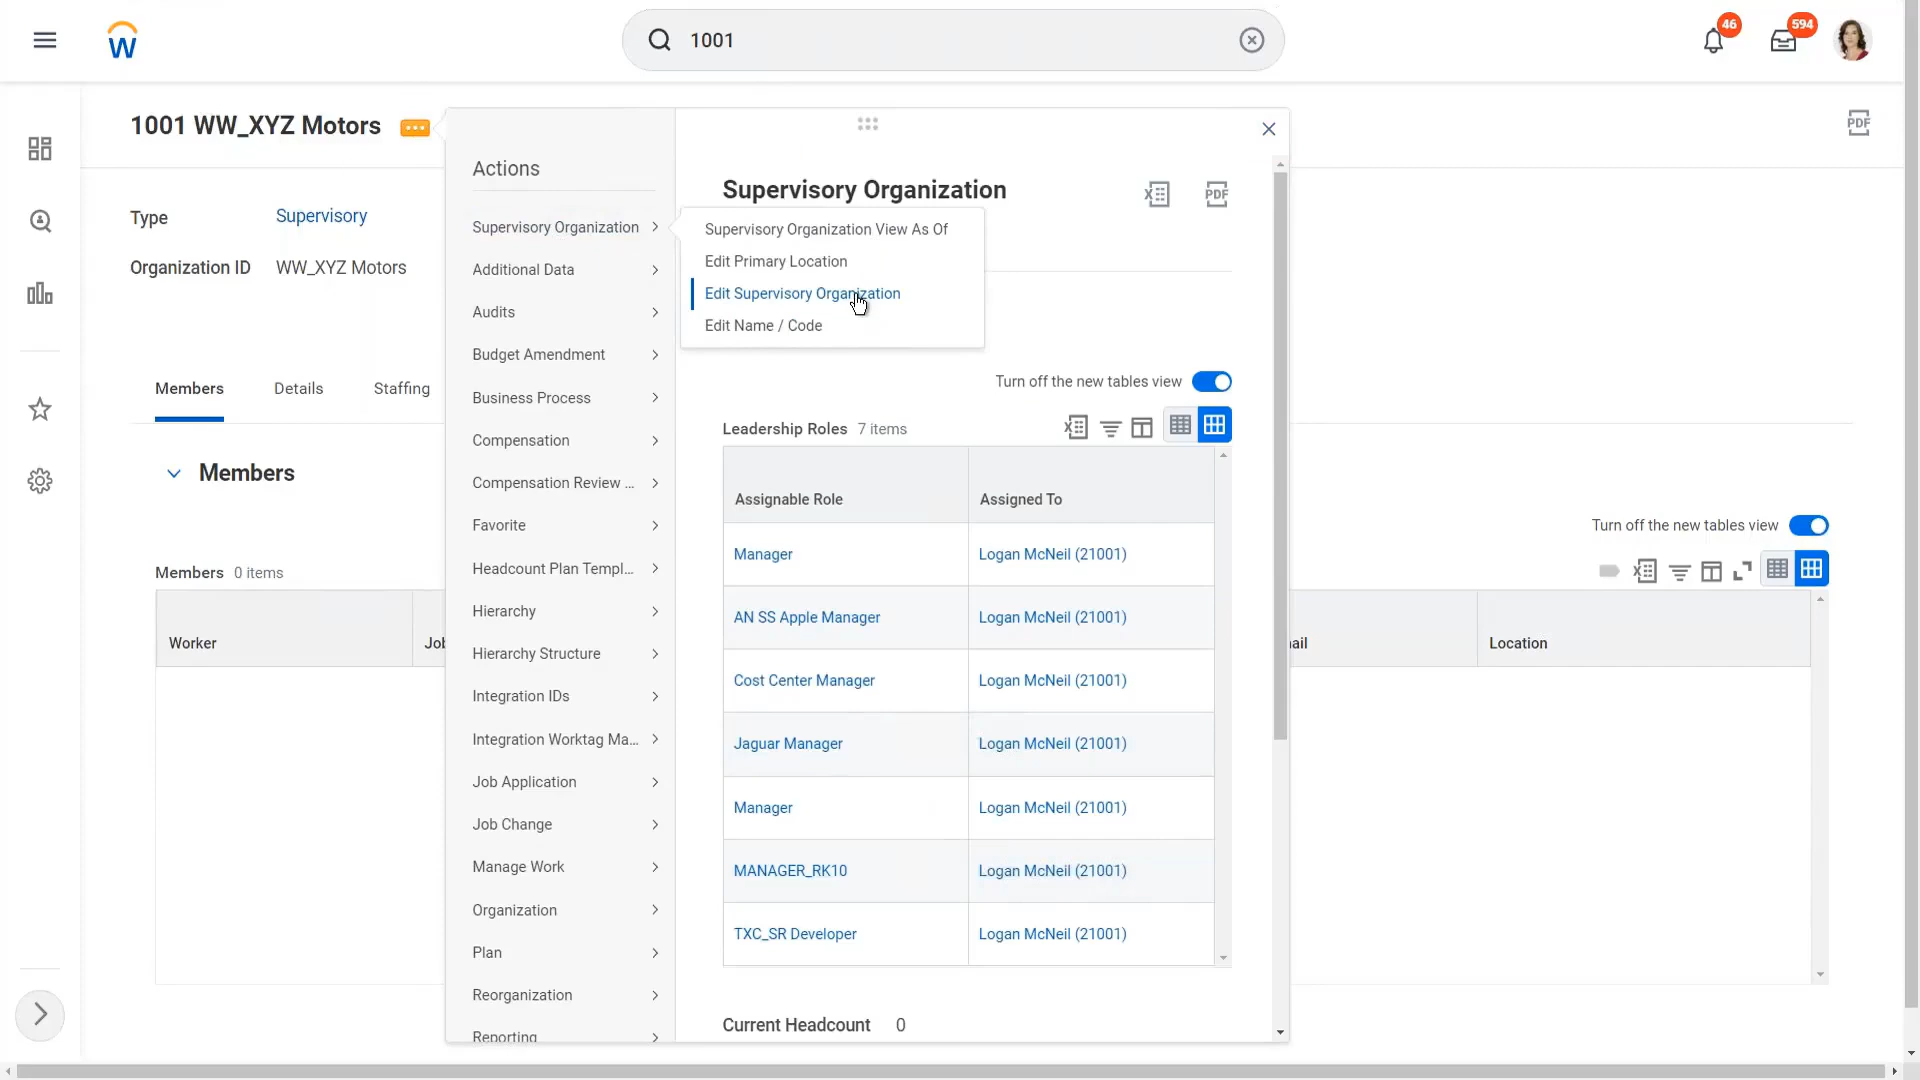 W
1001
46
594
1001 WW_XYZ Motors
PDF
Type
Supervisory
Organization ID
WW_XYZ Motors
Members
Details
Staffing
Members
Turn off the new tables view
Members 0 items
Worker
Location
Actions
Supervisory Organization
Additional Data
Audits
Budget Amendment
Business Process
Compensation
Compensation Review ...
Favorite
Headcount Plan Templ...
Hierarchy
Hierarchy Structure
Integration IDs
Integration Worktag Ma...
Job Application
Job Change
Manage Work
Organization
Plan
Reorganization
Reporting
Supervisory Organization
PDF
Supervisory Organization View As Of
Edit Primary Location
Edit Supervisory Organization
Edit Name / Code
Turn off the new tables view
Leadership Roles 7 items
Assignable Role Assigned To
Manager Logan McNeil (21001)
AN SS Apple Manager Logan McNeil (21001)
Cost Center Manager Logan McNeil (21001)
Jaguar Manager Logan McNeil (21001)
Manager Logan McNeil (21001)
MANAGER_RK10 Logan McNeil (21001)
TXC_SR Developer Logan McNeil (21001)
Current Headcount 0